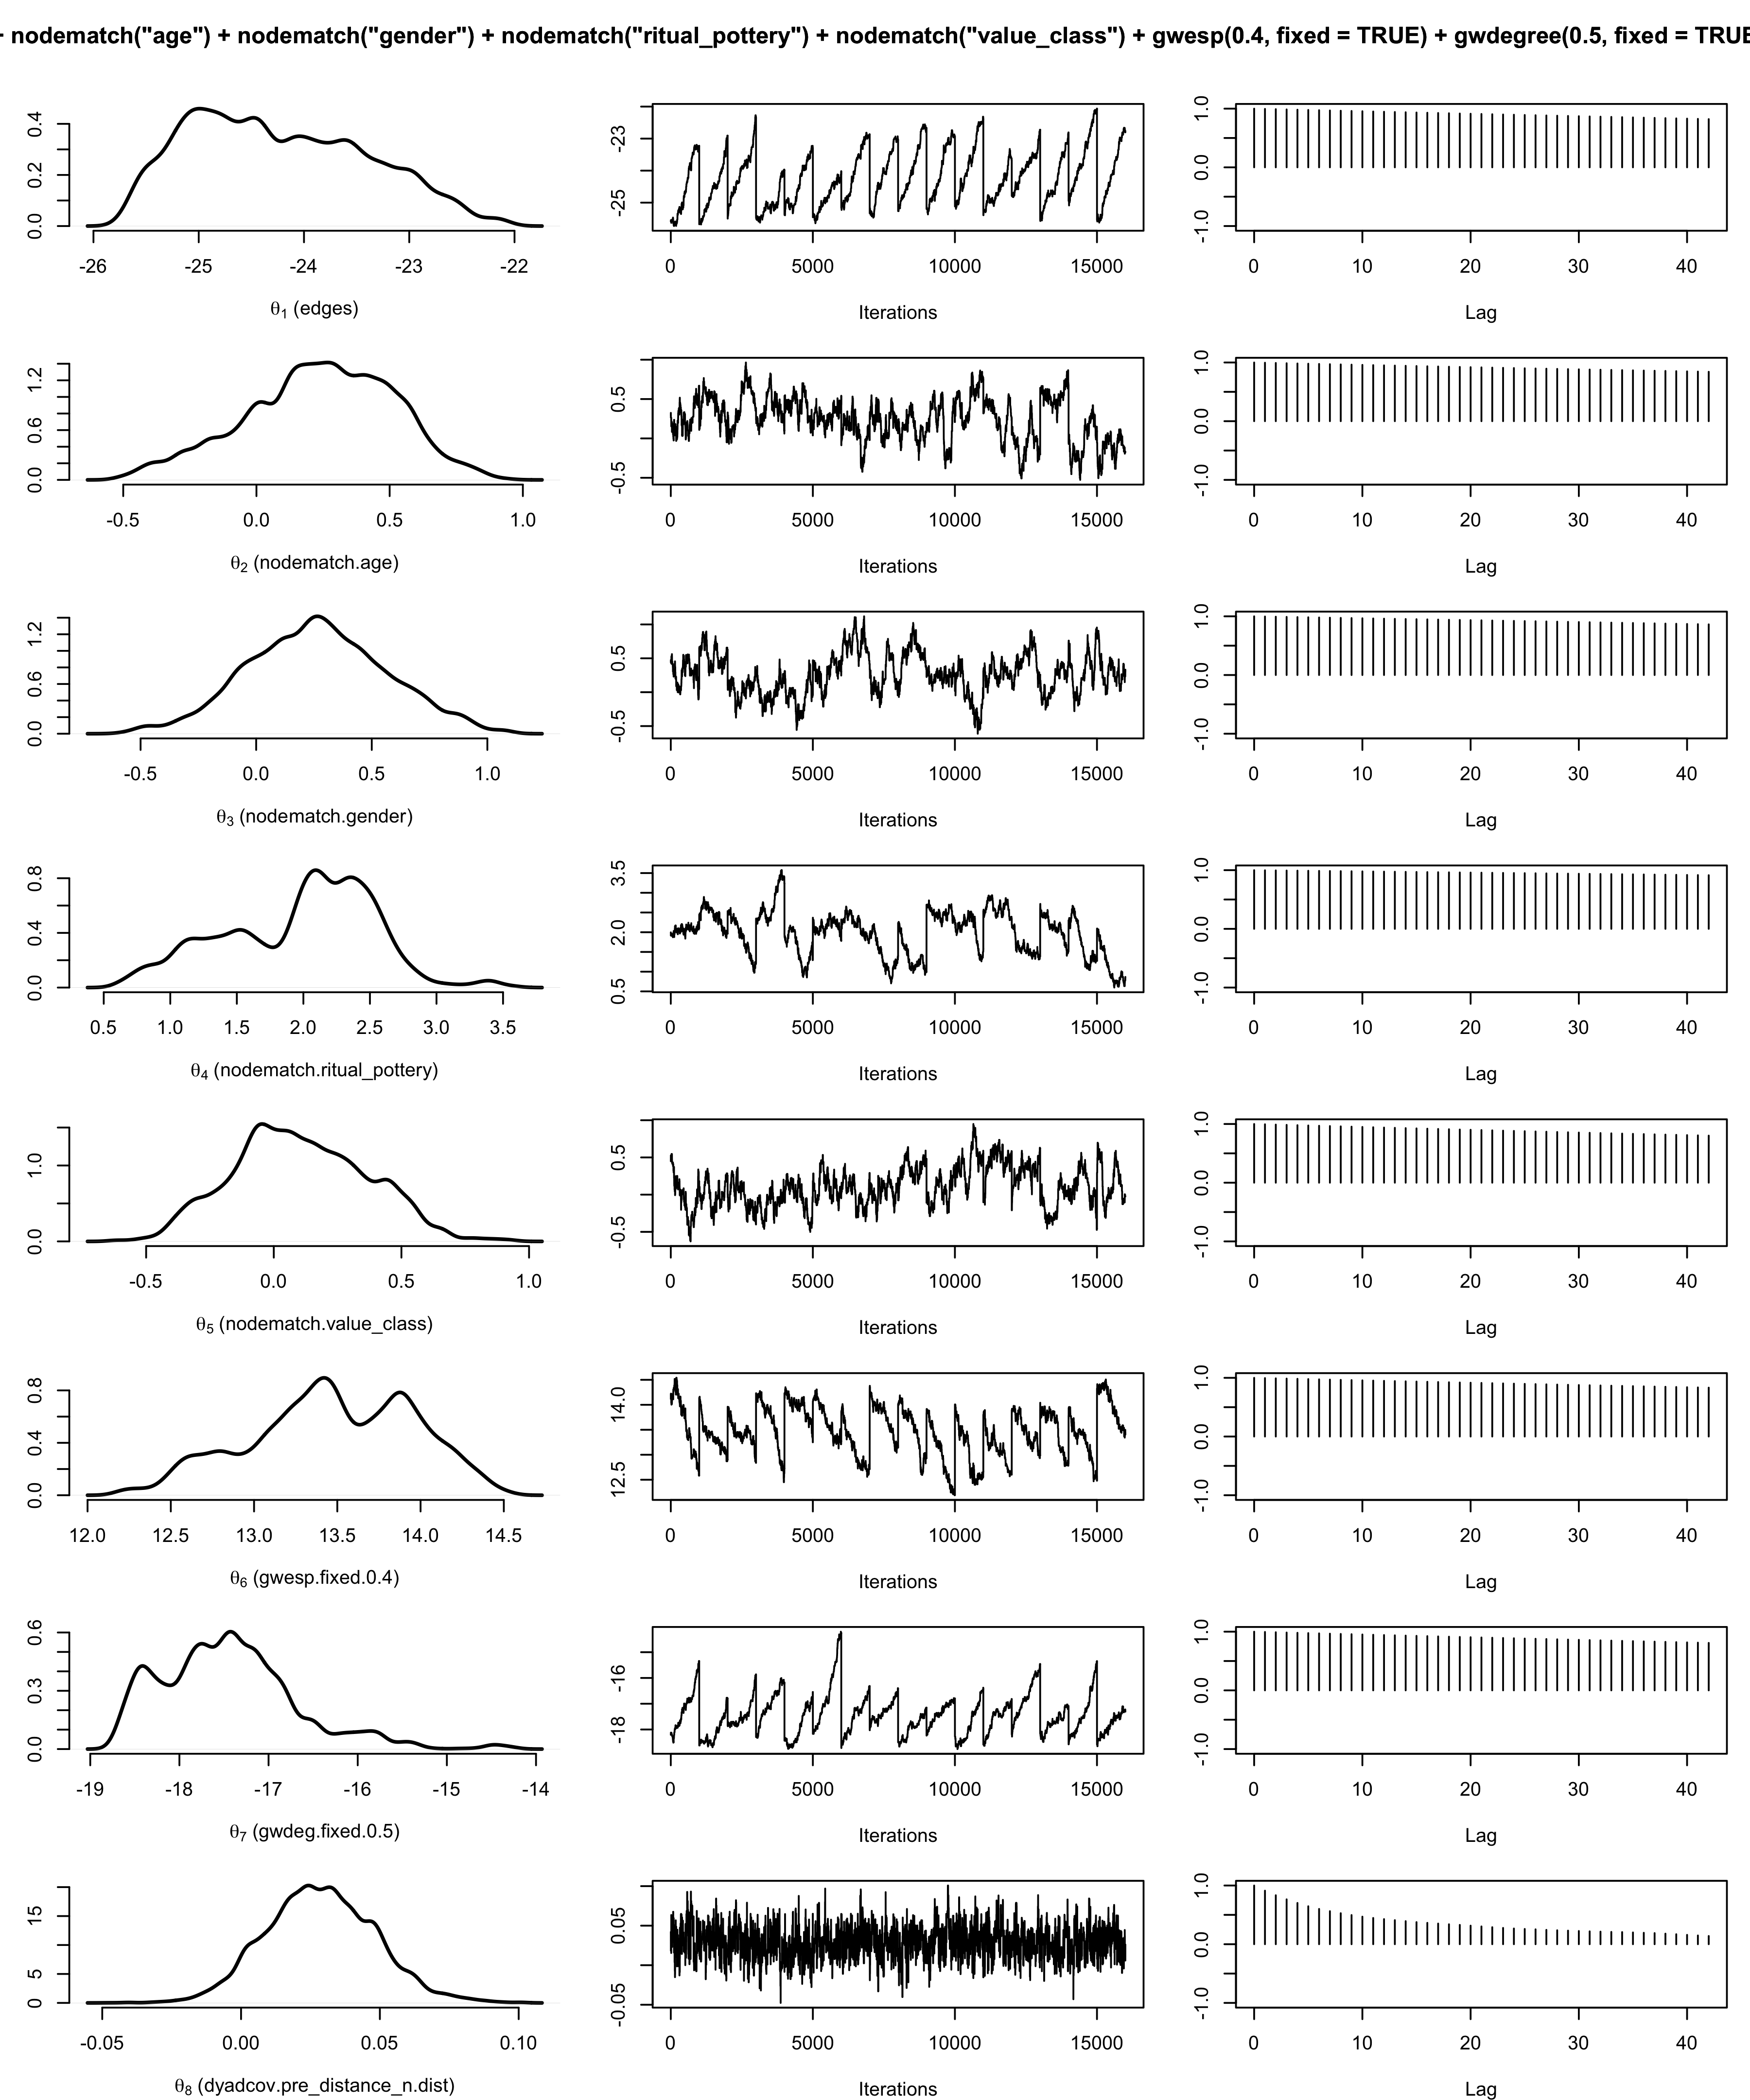 - nodematch("age") + nodematch("gender") + nodematch("ritual_pottery") + nodematch("value_class") + gwesp(0.4, fixed = TRUE) + gwdegree(0.5, fixed = TRUE
0.0 0.2 0.4
-26 -25 -24 -23 -22
θ1 (edges)
-25 -23
0 5000 10000 15000
Iterations
-1.0 0.0 1.0
0 10 20 30 40
Lag
0.0 0.6 1.2
-0.5 0.0 0.5 1.0
θ2 (nodematch.age)
-0.5 0.5
0 5000 10000 15000
Iterations
-1.0 0.0 1.0
0 10 20 30 40
Lag
0.0 0.6 1.2
-0.5 0.0 0.5 1.0
θ3 (nodematch.gender)
-0.5 0.5
0 5000 10000 15000
Iterations
-1.0 0.0 1.0
0 10 20 30 40
Lag
0.0 0.4 0.8
0.5 1.0 1.5 2.0 2.5 3.0 3.5
θ4 (nodematch.ritual_pottery)
0.5 2.0 3.5
0 5000 10000 15000
Iterations
-1.0 0.0 1.0
0 10 20 30 40
Lag
0.0 1.0
-0.5 0.0 0.5 1.0
θ5 (nodematch.value_class)
-0.5 0.5
0 5000 10000 15000
Iterations
-1.0 0.0 1.0
0 10 20 30 40
Lag
0.0 0.4 0.8
12.0 12.5 13.0 13.5 14.0 14.5
θ6 (gwesp.fixed.0.4)
12.5 14.0
0 5000 10000 15000
Iterations
-1.0 0.0 1.0
0 10 20 30 40
Lag
0.0 0.3 0.6
-19 -18 -17 -16 -15 -14
θ7 (gwdeg.fixed.0.5)
-18 -16
0 5000 10000 15000
Iterations
-1.0 0.0 1.0
0 10 20 30 40
Lag
0 5 15
-0.05 0.00 0.05 0.10
θ8 (dyadcov.pre_distance_n.dist)
-0.05 0.05
0 5000 10000 15000
Iterations
-1.0 0.0 1.0
0 10 20 30 40
Lag